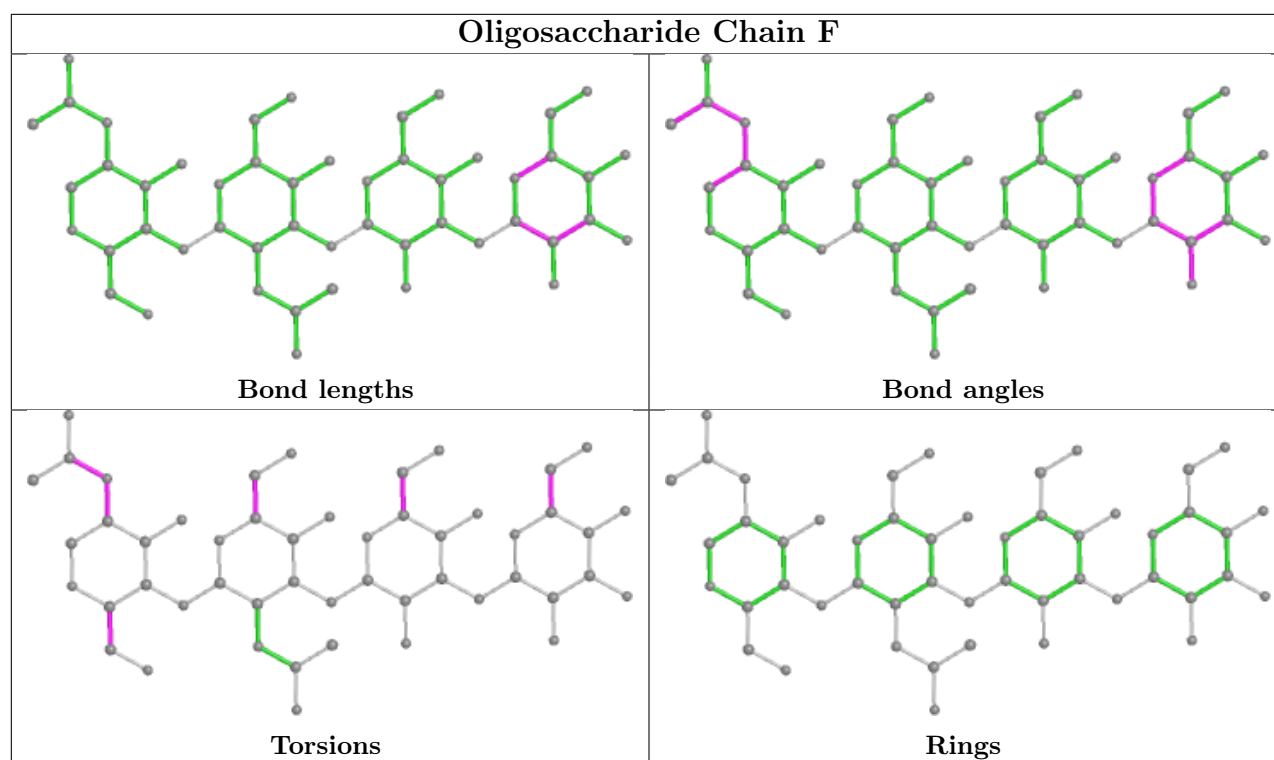 Oligosaccharide Chain F
Bond lengths
Bond angles
Torsions
Rings